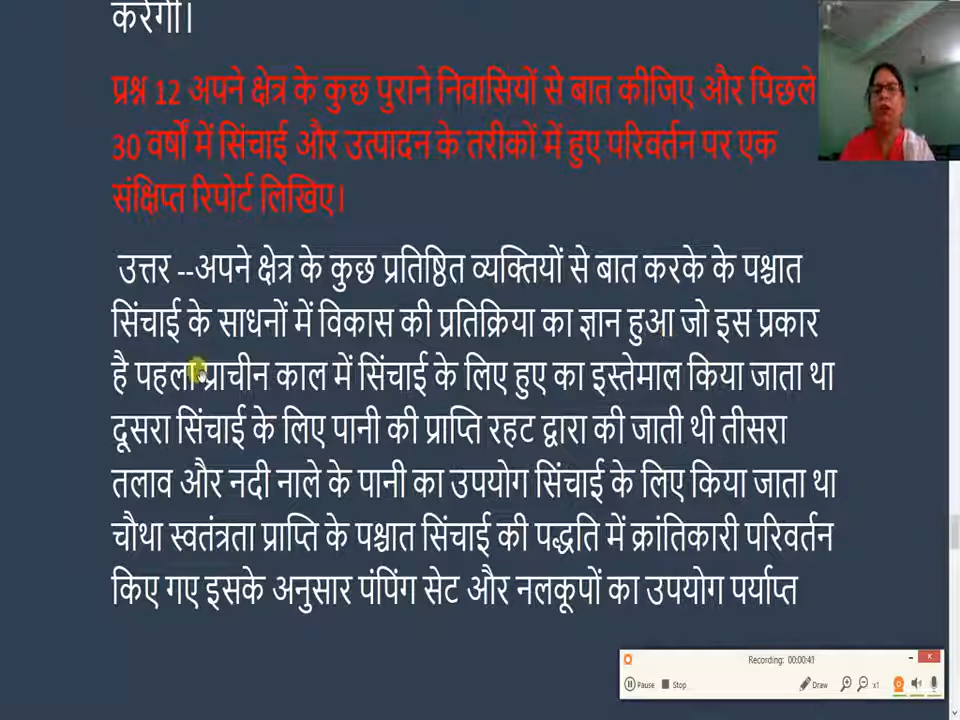 करेगी।
प्रश्न 12 अपने क्षेत्र के कुछ पुराने निवासियों से बात कीजिए और पिछले
30 वर्षों में सिंचाई और उत्पादन के तरीकों में हुए परिवर्तन पर एक
संक्षिप्त रिपोर्ट लिखिए।
उत्तर --अपने क्षेत्र के कुछ प्रतिष्ठित व्यक्तियों से बात करके के पश्चात
सिंचाई के साधनों में विकास की प्रतिक्रिया का ज्ञान हुआ जो इस प्रकार
है पहला प्राचीन काल में सिंचाई के लिए हुए का इस्तेमाल किया जाता था
दूसरा सिंचाई के लिए पानी की प्राप्ति रहट द्वारा की जाती थी तीसरा
तलाव और नदी नाले के पानी का उपयोग सिंचाई के लिए किया जाता था
चौथा स्वतंत्रता प्राप्ति के पश्चात सिंचाई की पद्धति में क्रांतिकारी परिवर्तन
किए गए इसके अनुसार पंपिंग सेट और नलकूपों का उपयोग पर्याप्त
Recording: 00:00:49
Pause Stop Draw x1